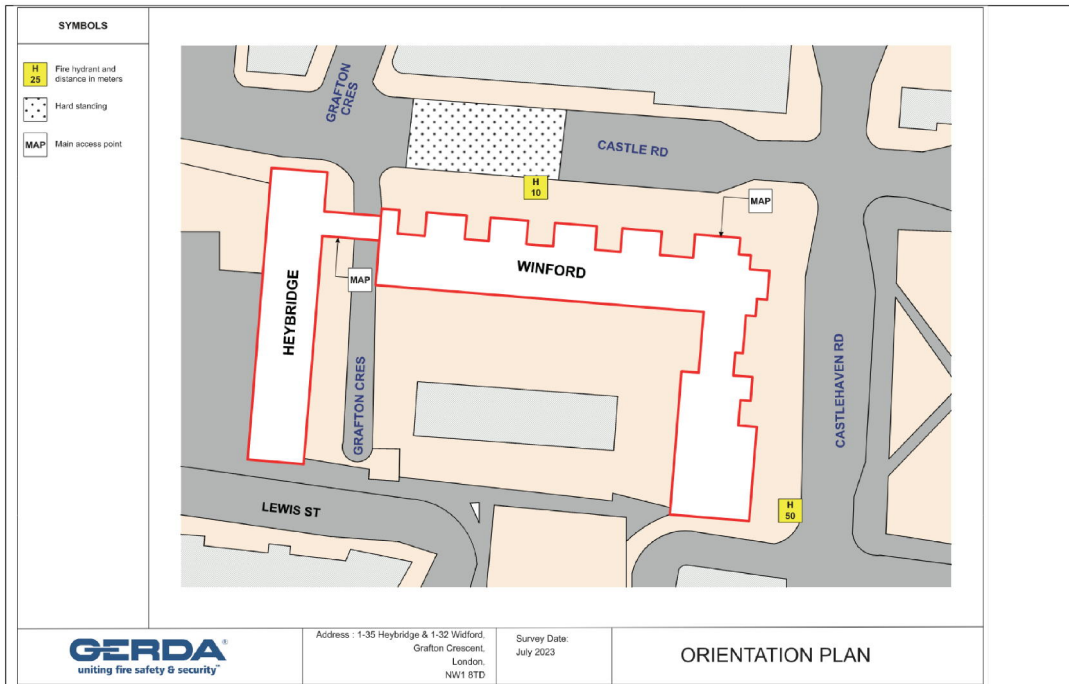 SYMBOLS
H
25
Fire hydrant and
distance in meters
Hard standing
MAP
Main access point
GRAFTON
CRES
CASTLE RD
H
10
MAP
WINFORD
MAP
HEYBRIDGE
GRAFTON CRES
CASTLEHAVEN RD
H
50
LEWIS ST
GERDA®
uniting fire safety & security™
Address : 1-35 Heybridge & 1-32 Widford,
Grafton Crescent,
London,
NW1 8TD
Survey Date:
July 2023
ORIENTATION PLAN